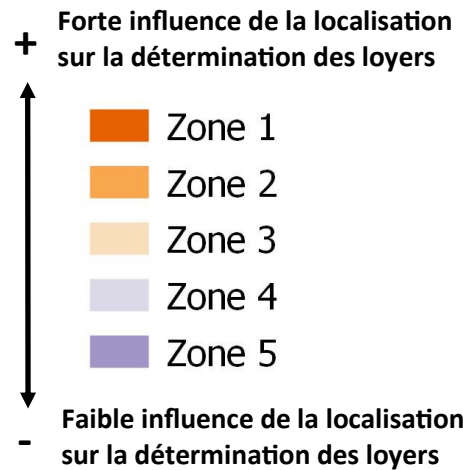 + Forte influence de la localisation
sur la détermination des loyers
Zone 1
Zone 2
Zone 3
Zone 4
Zone 5
- Faible influence de la localisation
sur la détermination des loyers